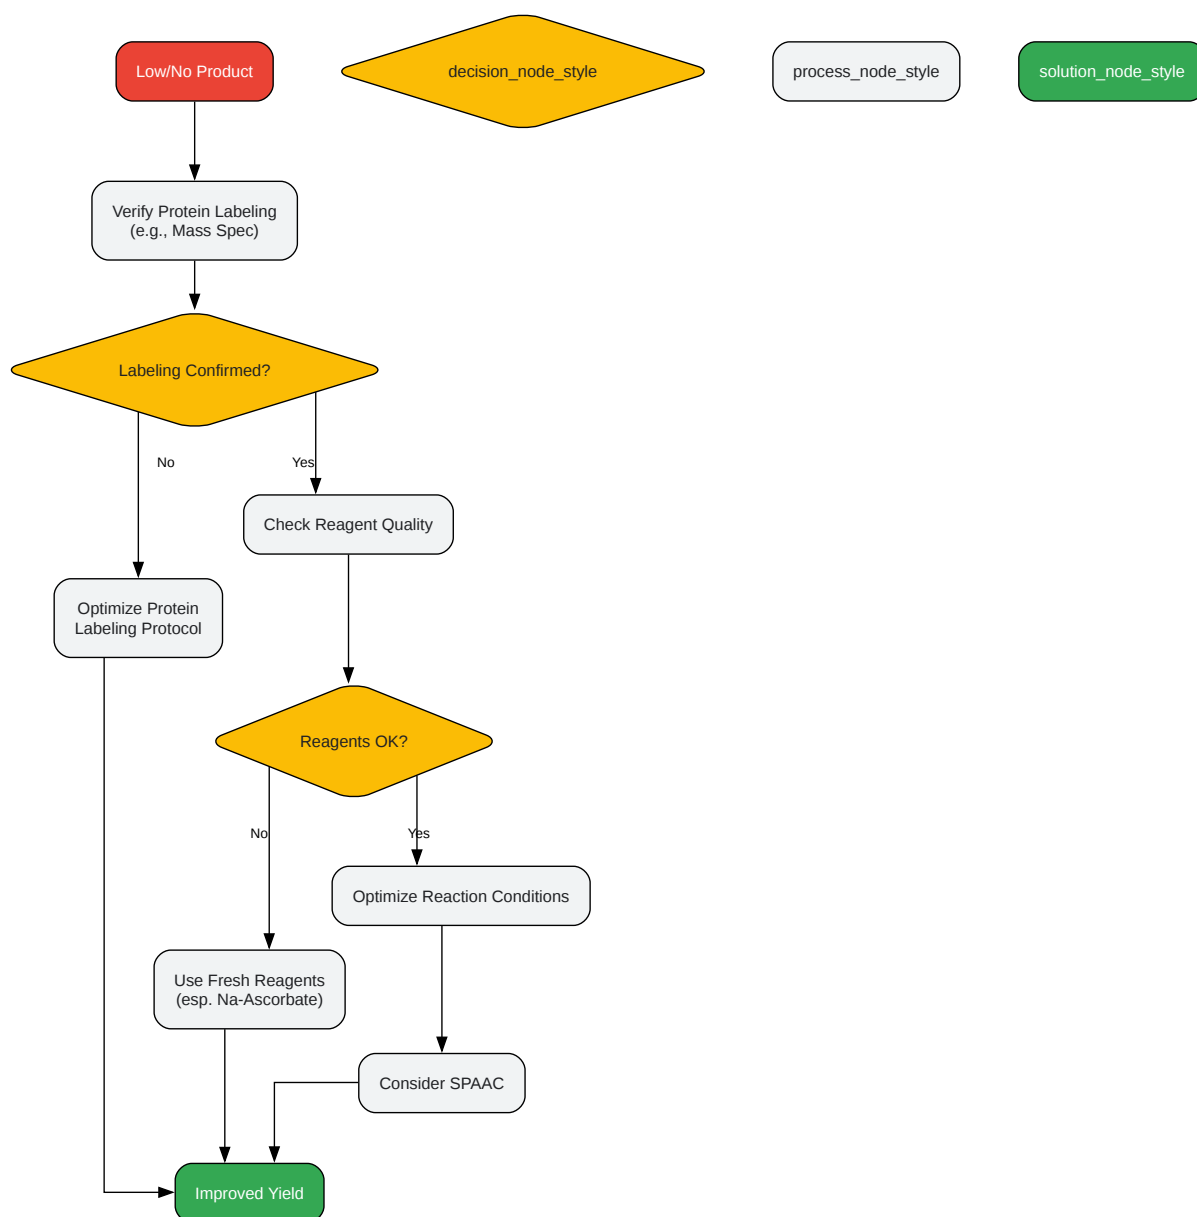 Low/No Product
decision_node_style
process_node_style
solution_node_style
Verify Protein Labeling
(e.g., Mass Spec)
Labeling Confirmed?
No
Yes
Check Reagent Quality
Optimize Protein
Labeling Protocol
Reagents OK?
No
Yes
Optimize Reaction Conditions
Use Fresh Reagents
(esp. Na-Ascorbate)
Consider SPAAC
Improved Yield